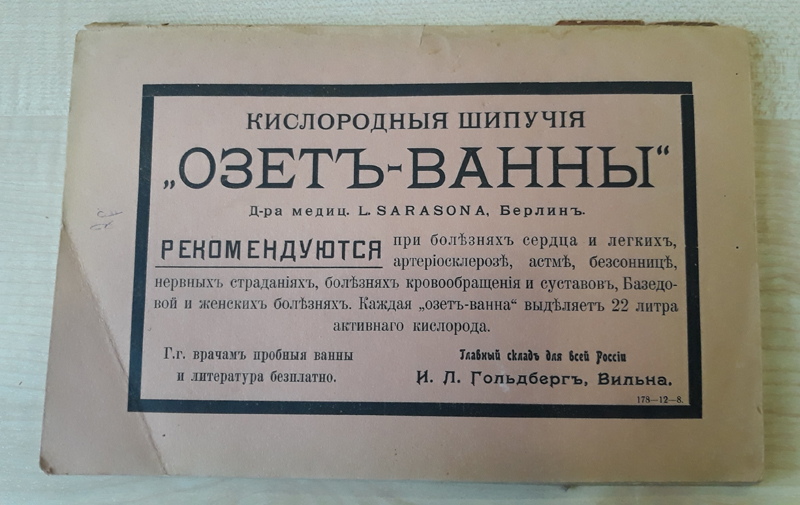 КИСЛОРОДНЫЯ ШИПУЧІЯ
„ОЗЕТЪ-ВАННЫ“
Д-ра медиц. L. SARASONA, Берлинъ.
РЕКОМЕНДУЮТСЯ при болѣзняхъ сердца и легкихъ,
артеріосклерозѣ, астмѣ, безсонницѣ,
нервныхъ страданіяхъ, болѣзняхъ кровообращенія и суставовъ, Базедо-
вой и женскихъ болѣзняхъ. Каждая „озетъ-ванна“ выдѣляетъ 22 литра
активнаго кислорода.
Г.г. врачамъ пробныя ванны
и литература безплатно.
Главный складъ для всей Россіи
И. Л. Гольдбергъ, Вильна.
178—12—8.